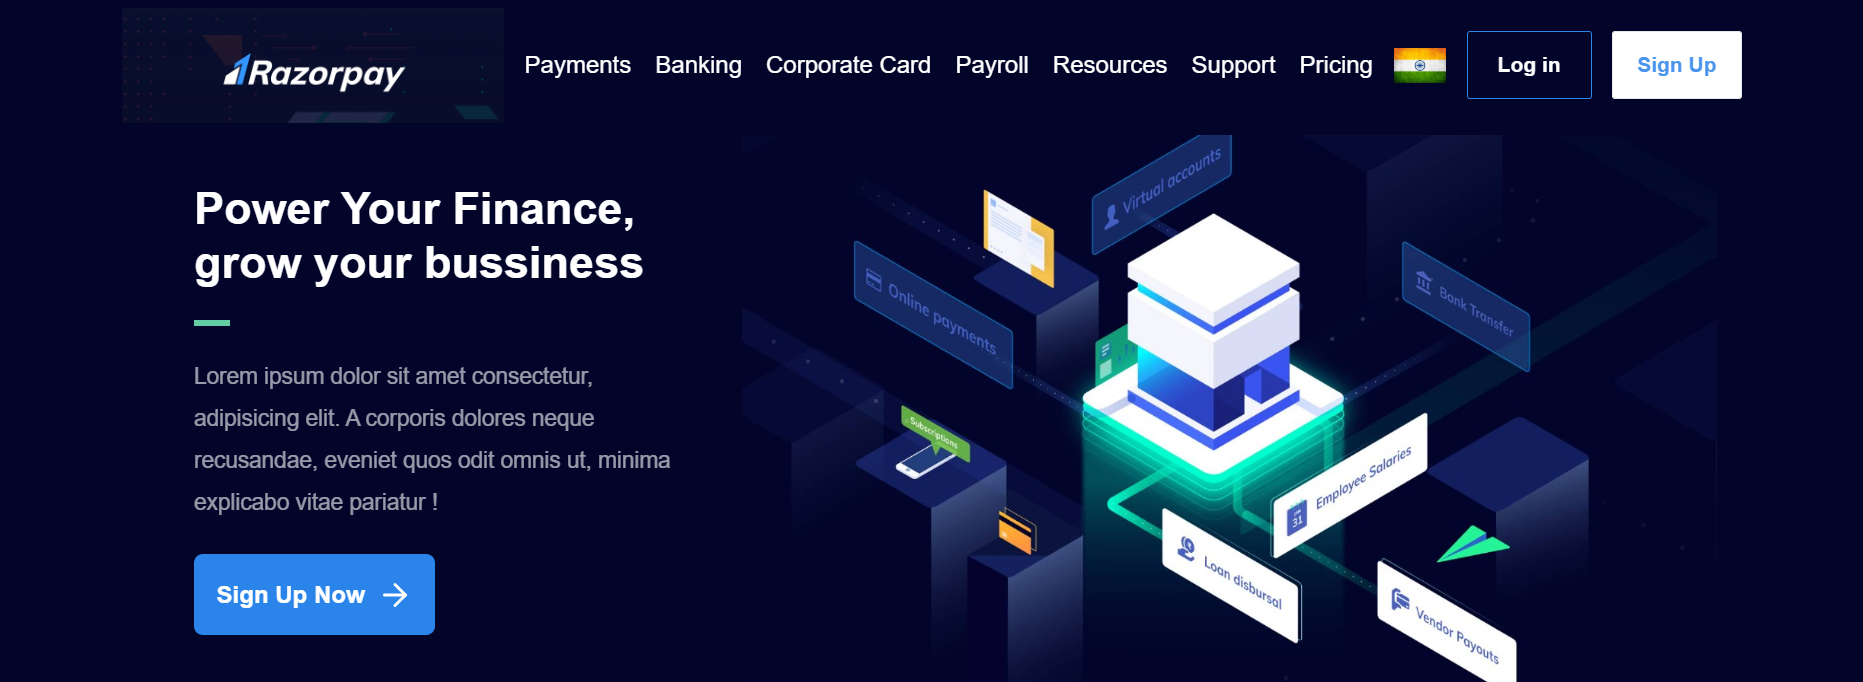 Razorpay
Payments Banking Corporate Card Payroll Resources Support Pricing
Log in
Sign Up
Power Your Finance,
grow your bussiness
Lorem ipsum dolor sit amet consectetur,
adipisicing elit. A corporis dolores neque
recusandae, eveniet quos odit omnis ut, minima
explicabo vitae pariatur !
Sign Up Now
Virtual accounts
Online payments
Bank Transfer
Subscriptions
Employee Salaries
JAN
31
Loan disbursal
Vendor Payouts